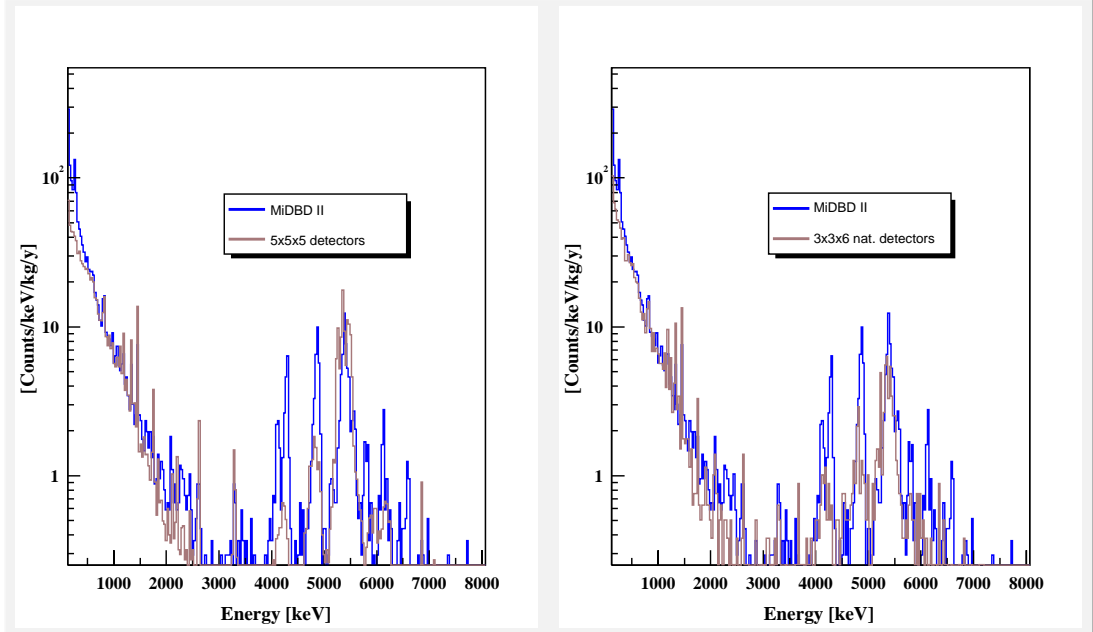 10²
10
1
[Counts/keV/kg/y]
MiDBD II
5x5x5 detectors
1000 2000 3000 4000 5000 6000 7000 8000
Energy [keV]
10²
10
1
[Counts/keV/kg/y]
MiDBD II
3x3x6 nat. detectors
1000 2000 3000 4000 5000 6000 7000 8000
Energy [keV]